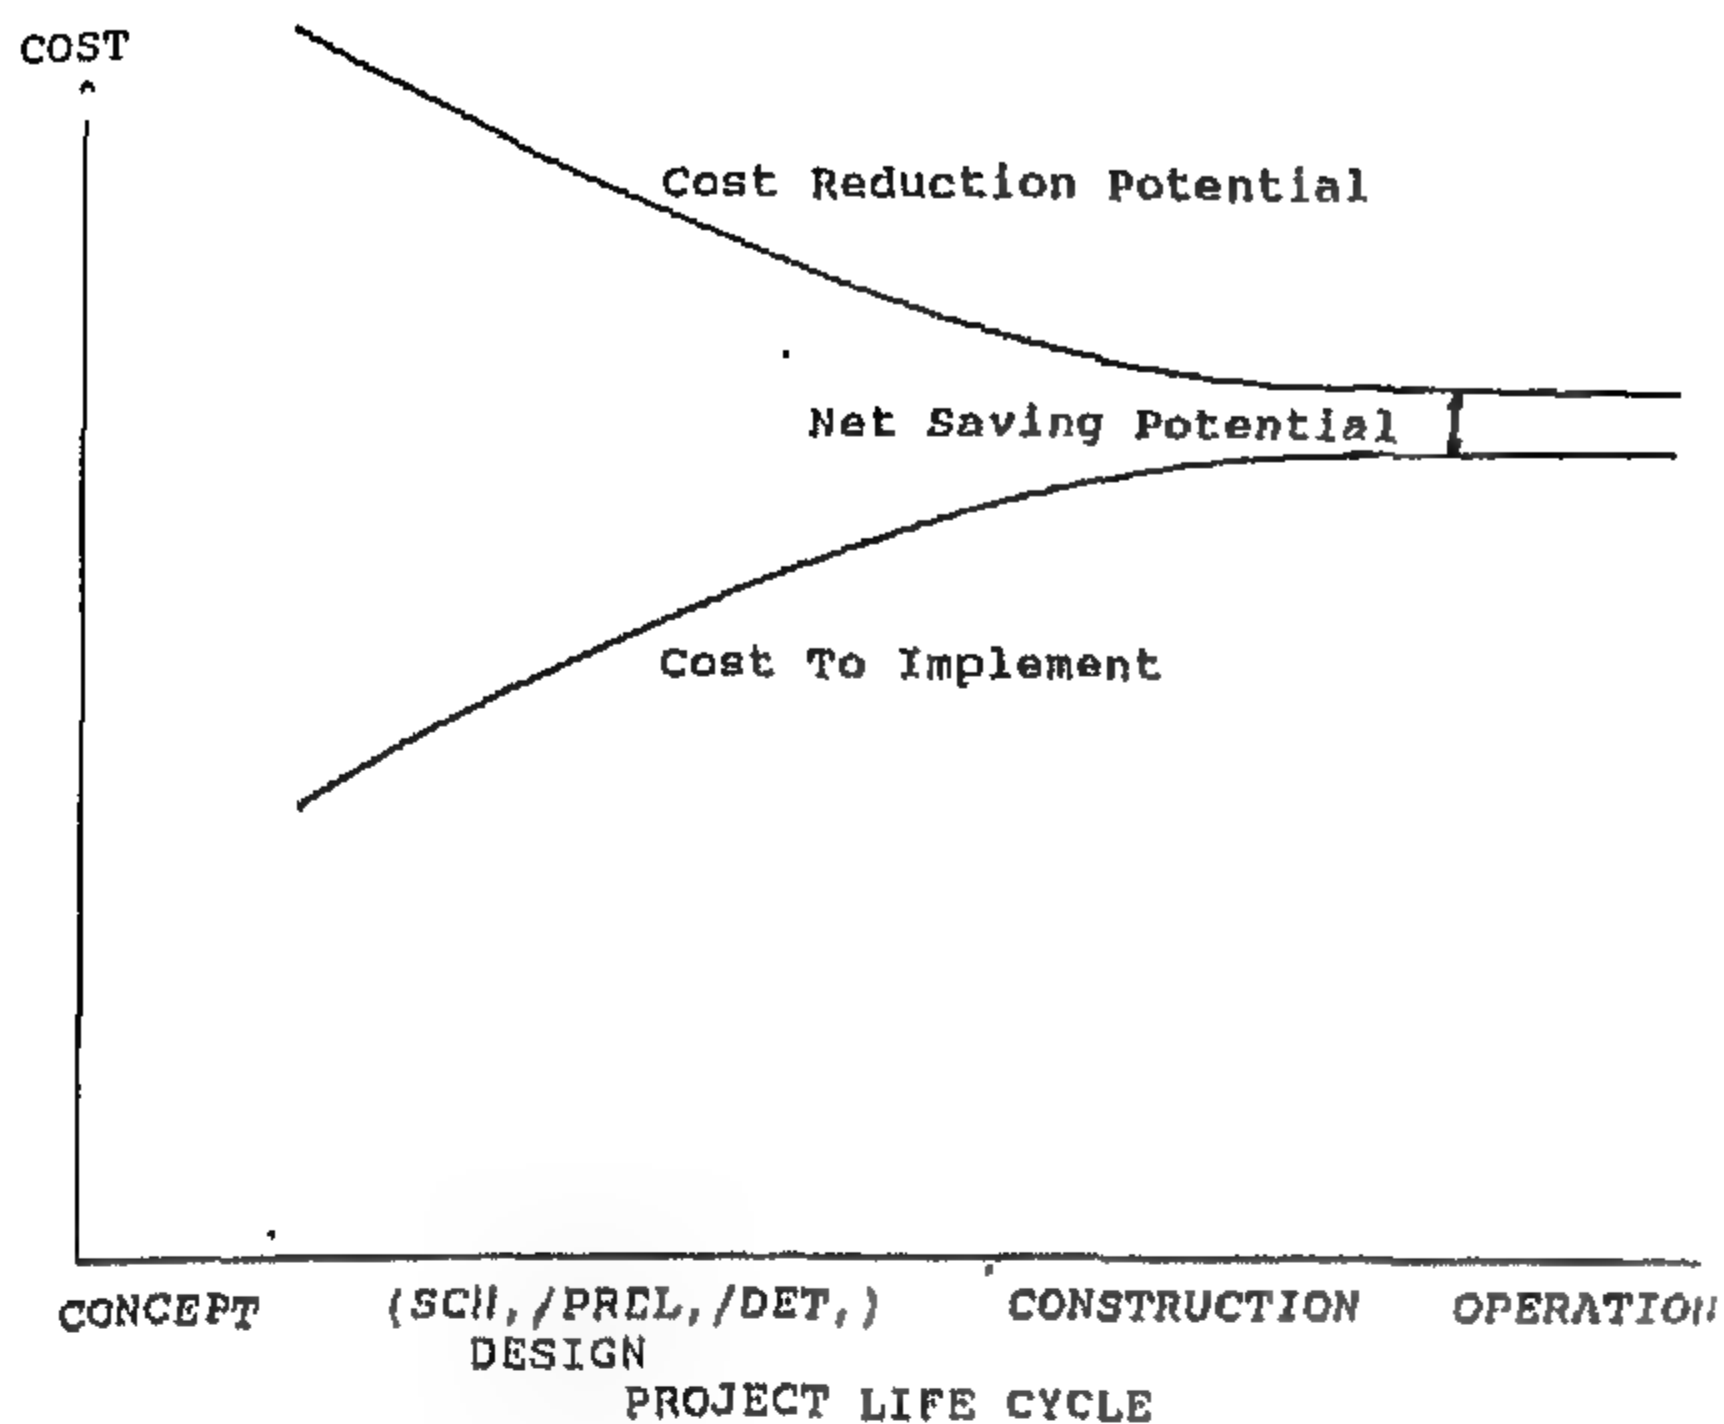 COST
Cost Reduction Potential
Net Saving Potential
Cost To Implement
CONCEPT (SCH,/PREL,/DET,) CONSTRUCTION OPERATION
DESIGN
PROJECT LIFE CYCLE